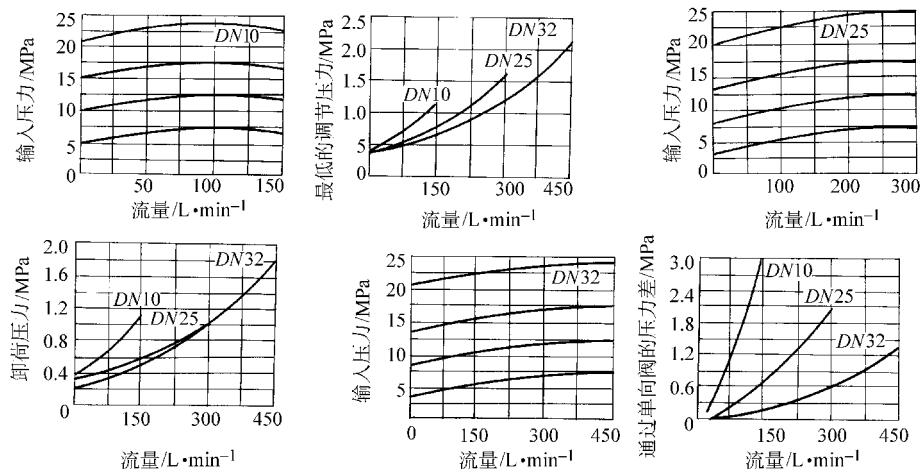 输入压力/MPa
25
20
15
10
5
0
DN10
50
100
150
流量/L·min⁻¹
最低的调节压力/MPa
2.5
2.0
1.5
1.0
0.5
0
DN10
DN25
DN32
150
300
450
流量/L·min⁻¹
输入压力/MPa
25
20
15
10
5
0
DN25
100
200
300
流量/L·min⁻¹
卸荷压力/MPa
2.0
1.6
1.2
0.8
0.4
0
DN10
DN25
DN32
150
300
450
流量/L·min⁻¹
输入压力/MPa
25
20
15
10
5
DN32
0
150
300
450
流量/L·min⁻¹
通过单向阀的压力差/MPa
3.0
2.4
1.8
1.2
0.6
0
DN10
DN25
DN32
150
300
450
流量/L·min⁻¹